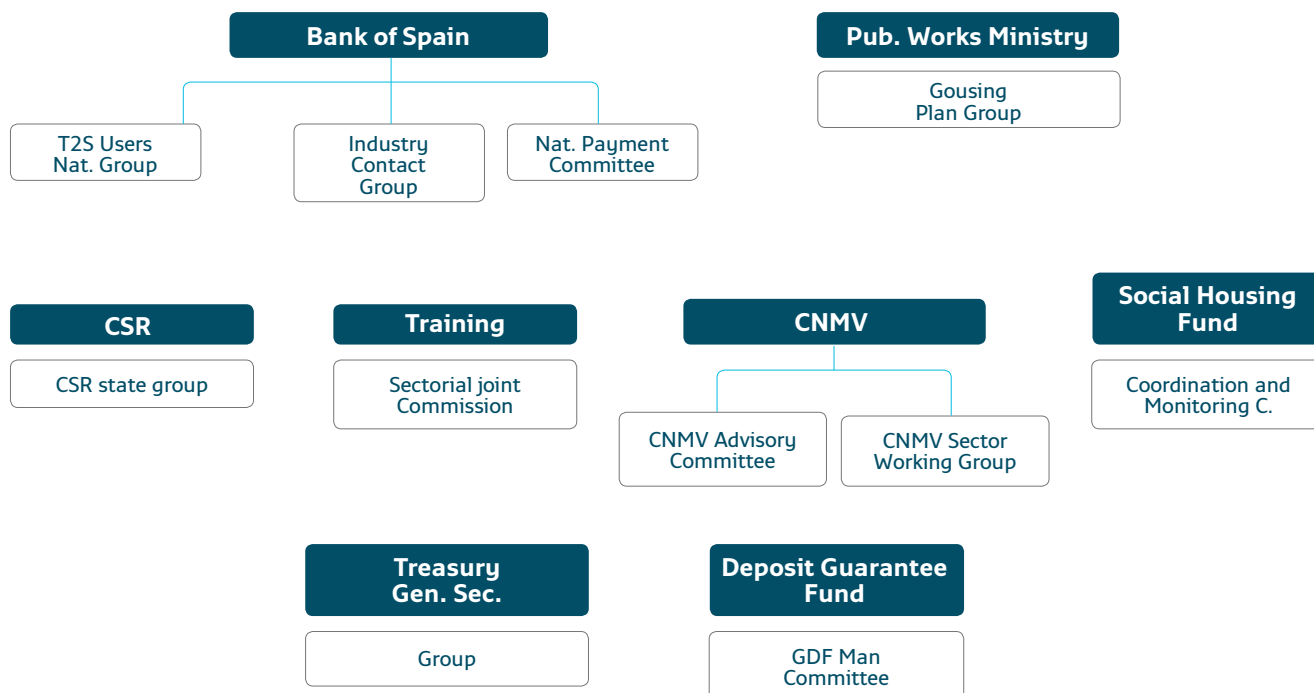 Bank of Spain
Pub. Works Ministry
Gousing
Plan Group
T2S Users
Nat. Group
Industry
Contact
Group
Nat. Payment
Committee
CSR
CSR state group
Training
Sectorial joint
Commission
CNMV
CNMV Advisory
Committee
CNMV Sector
Working Group
Social Housing
Fund
Coordination and
Monitoring C.
Treasury
Gen. Sec.
Group
Deposit Guarantee
Fund
GDF Man
Committee